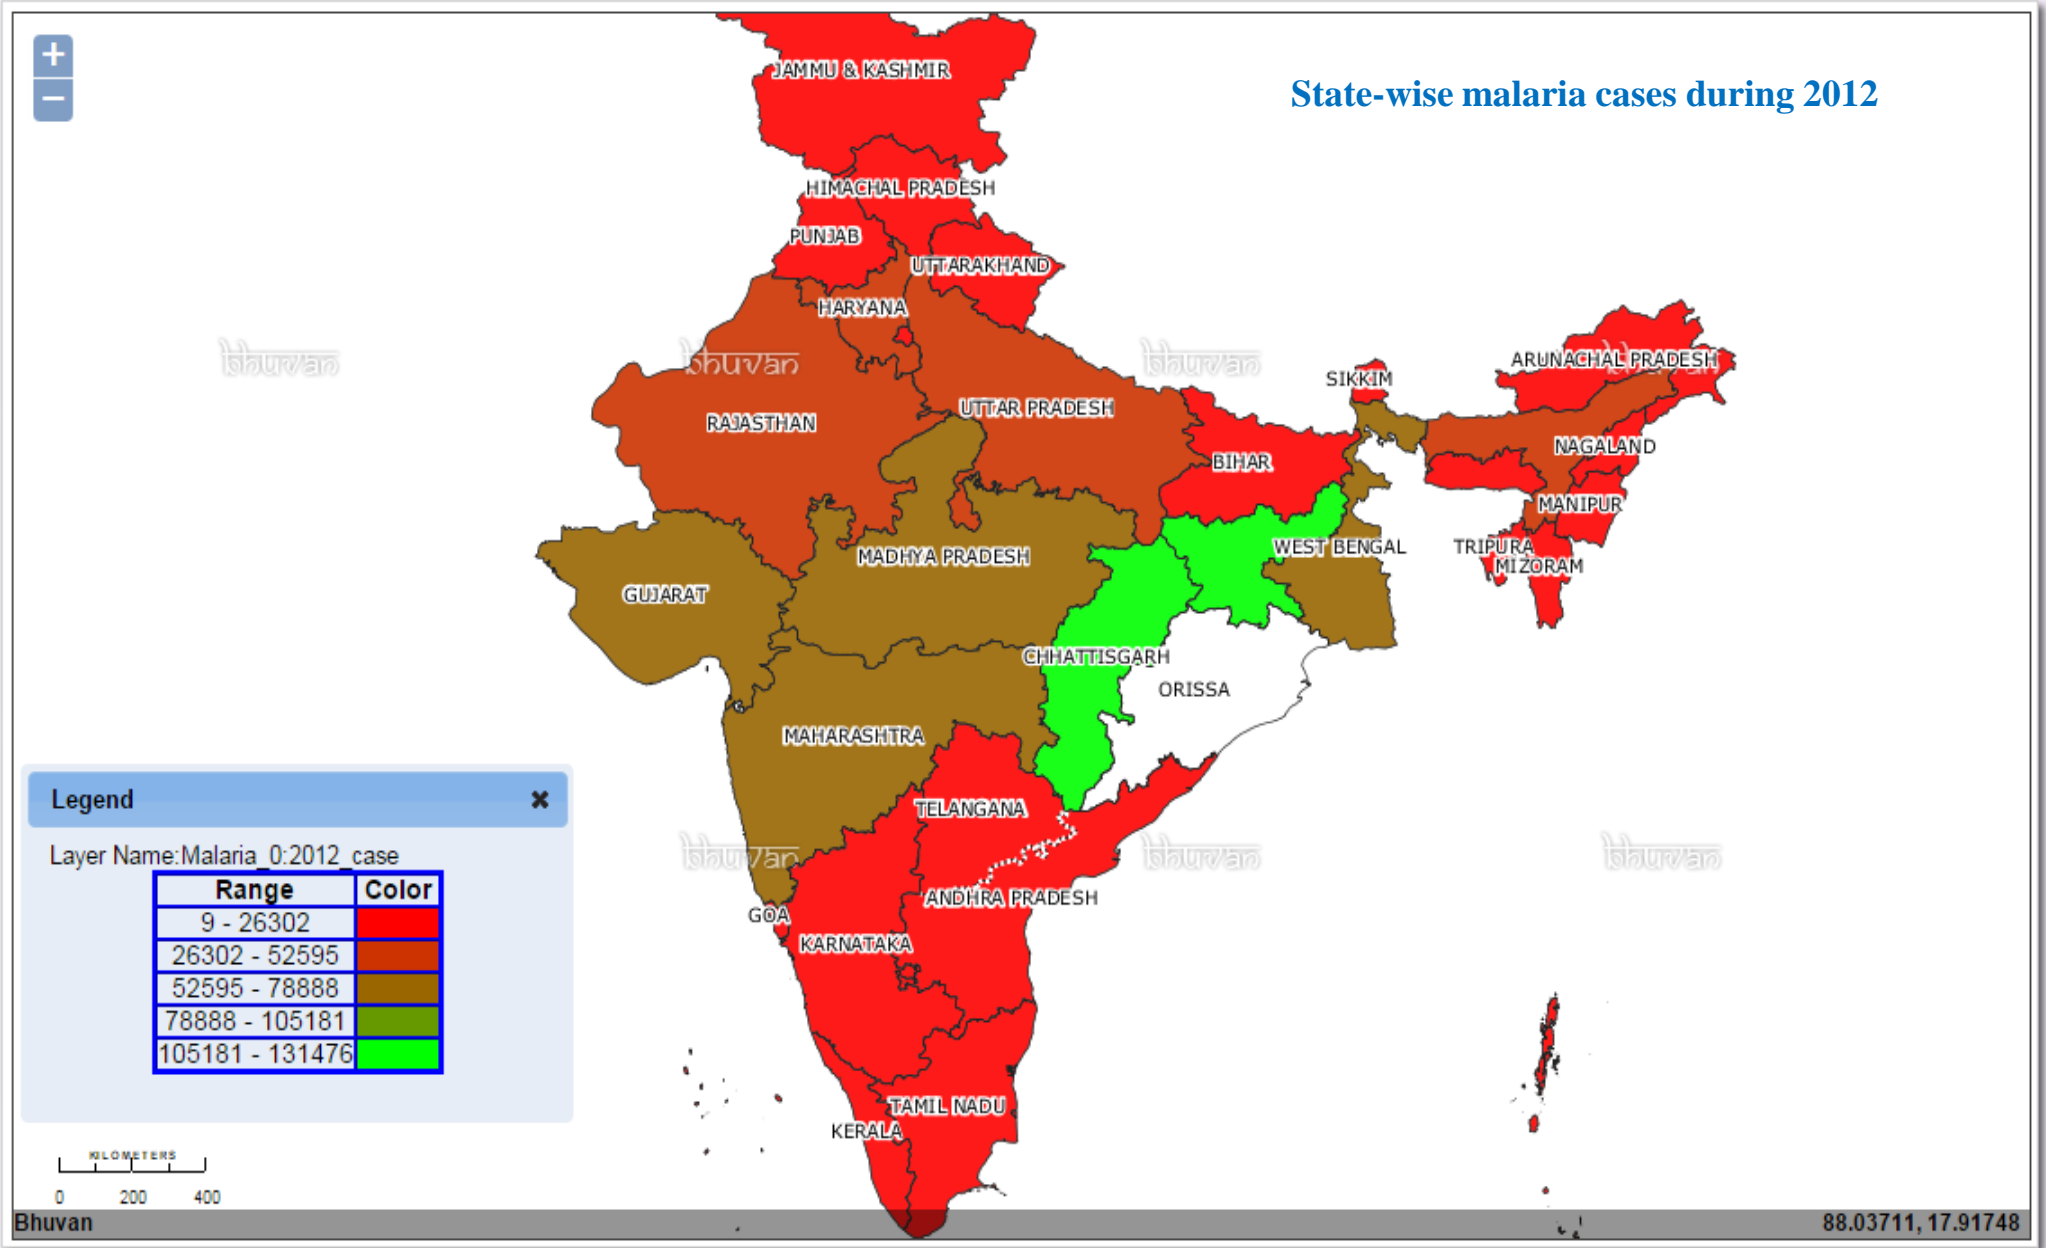 +
−
State-wise malaria cases during 2012
JAMMU & KASHMIR
HIMACHAL PRADESH
PUNJAB
UTTARAKHAND
HARYANA
bhuvan
bhuvan
bhuvan
bhuvan
ARUNACHAL PRADESH
SIKKIM
UTTAR PRADESH
RAJASTHAN
NAGALAND
BIHAR
MANIPUR
WEST BENGAL
TRIPURA
MADHYA PRADESH
MIZORAM
GUJARAT
CHHATTISGARH
ORISSA
MAHARASHTRA
TELANGANA
bhuvan
bhuvan
bhuvan
ANDHRA PRADESH
GOA
KARNATAKA
TAMIL NADU
KERALA
Legend ✖
Layer Name:Malaria_0:2012_case
Range Color
9 - 26302
26302 - 52595
52595 - 78888
78888 - 105181
105181 - 131476
KILOMETERS
0 200 400
Bhuvan 88.03711, 17.91748